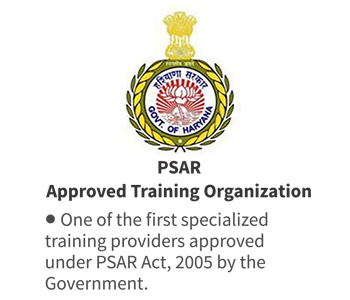 हरियाणा सरकार
GOVT. OF HARYANA
PSAR
Approved Training Organization
● One of the first specialized
training providers approved
under PSAR Act, 2005 by the
Government.